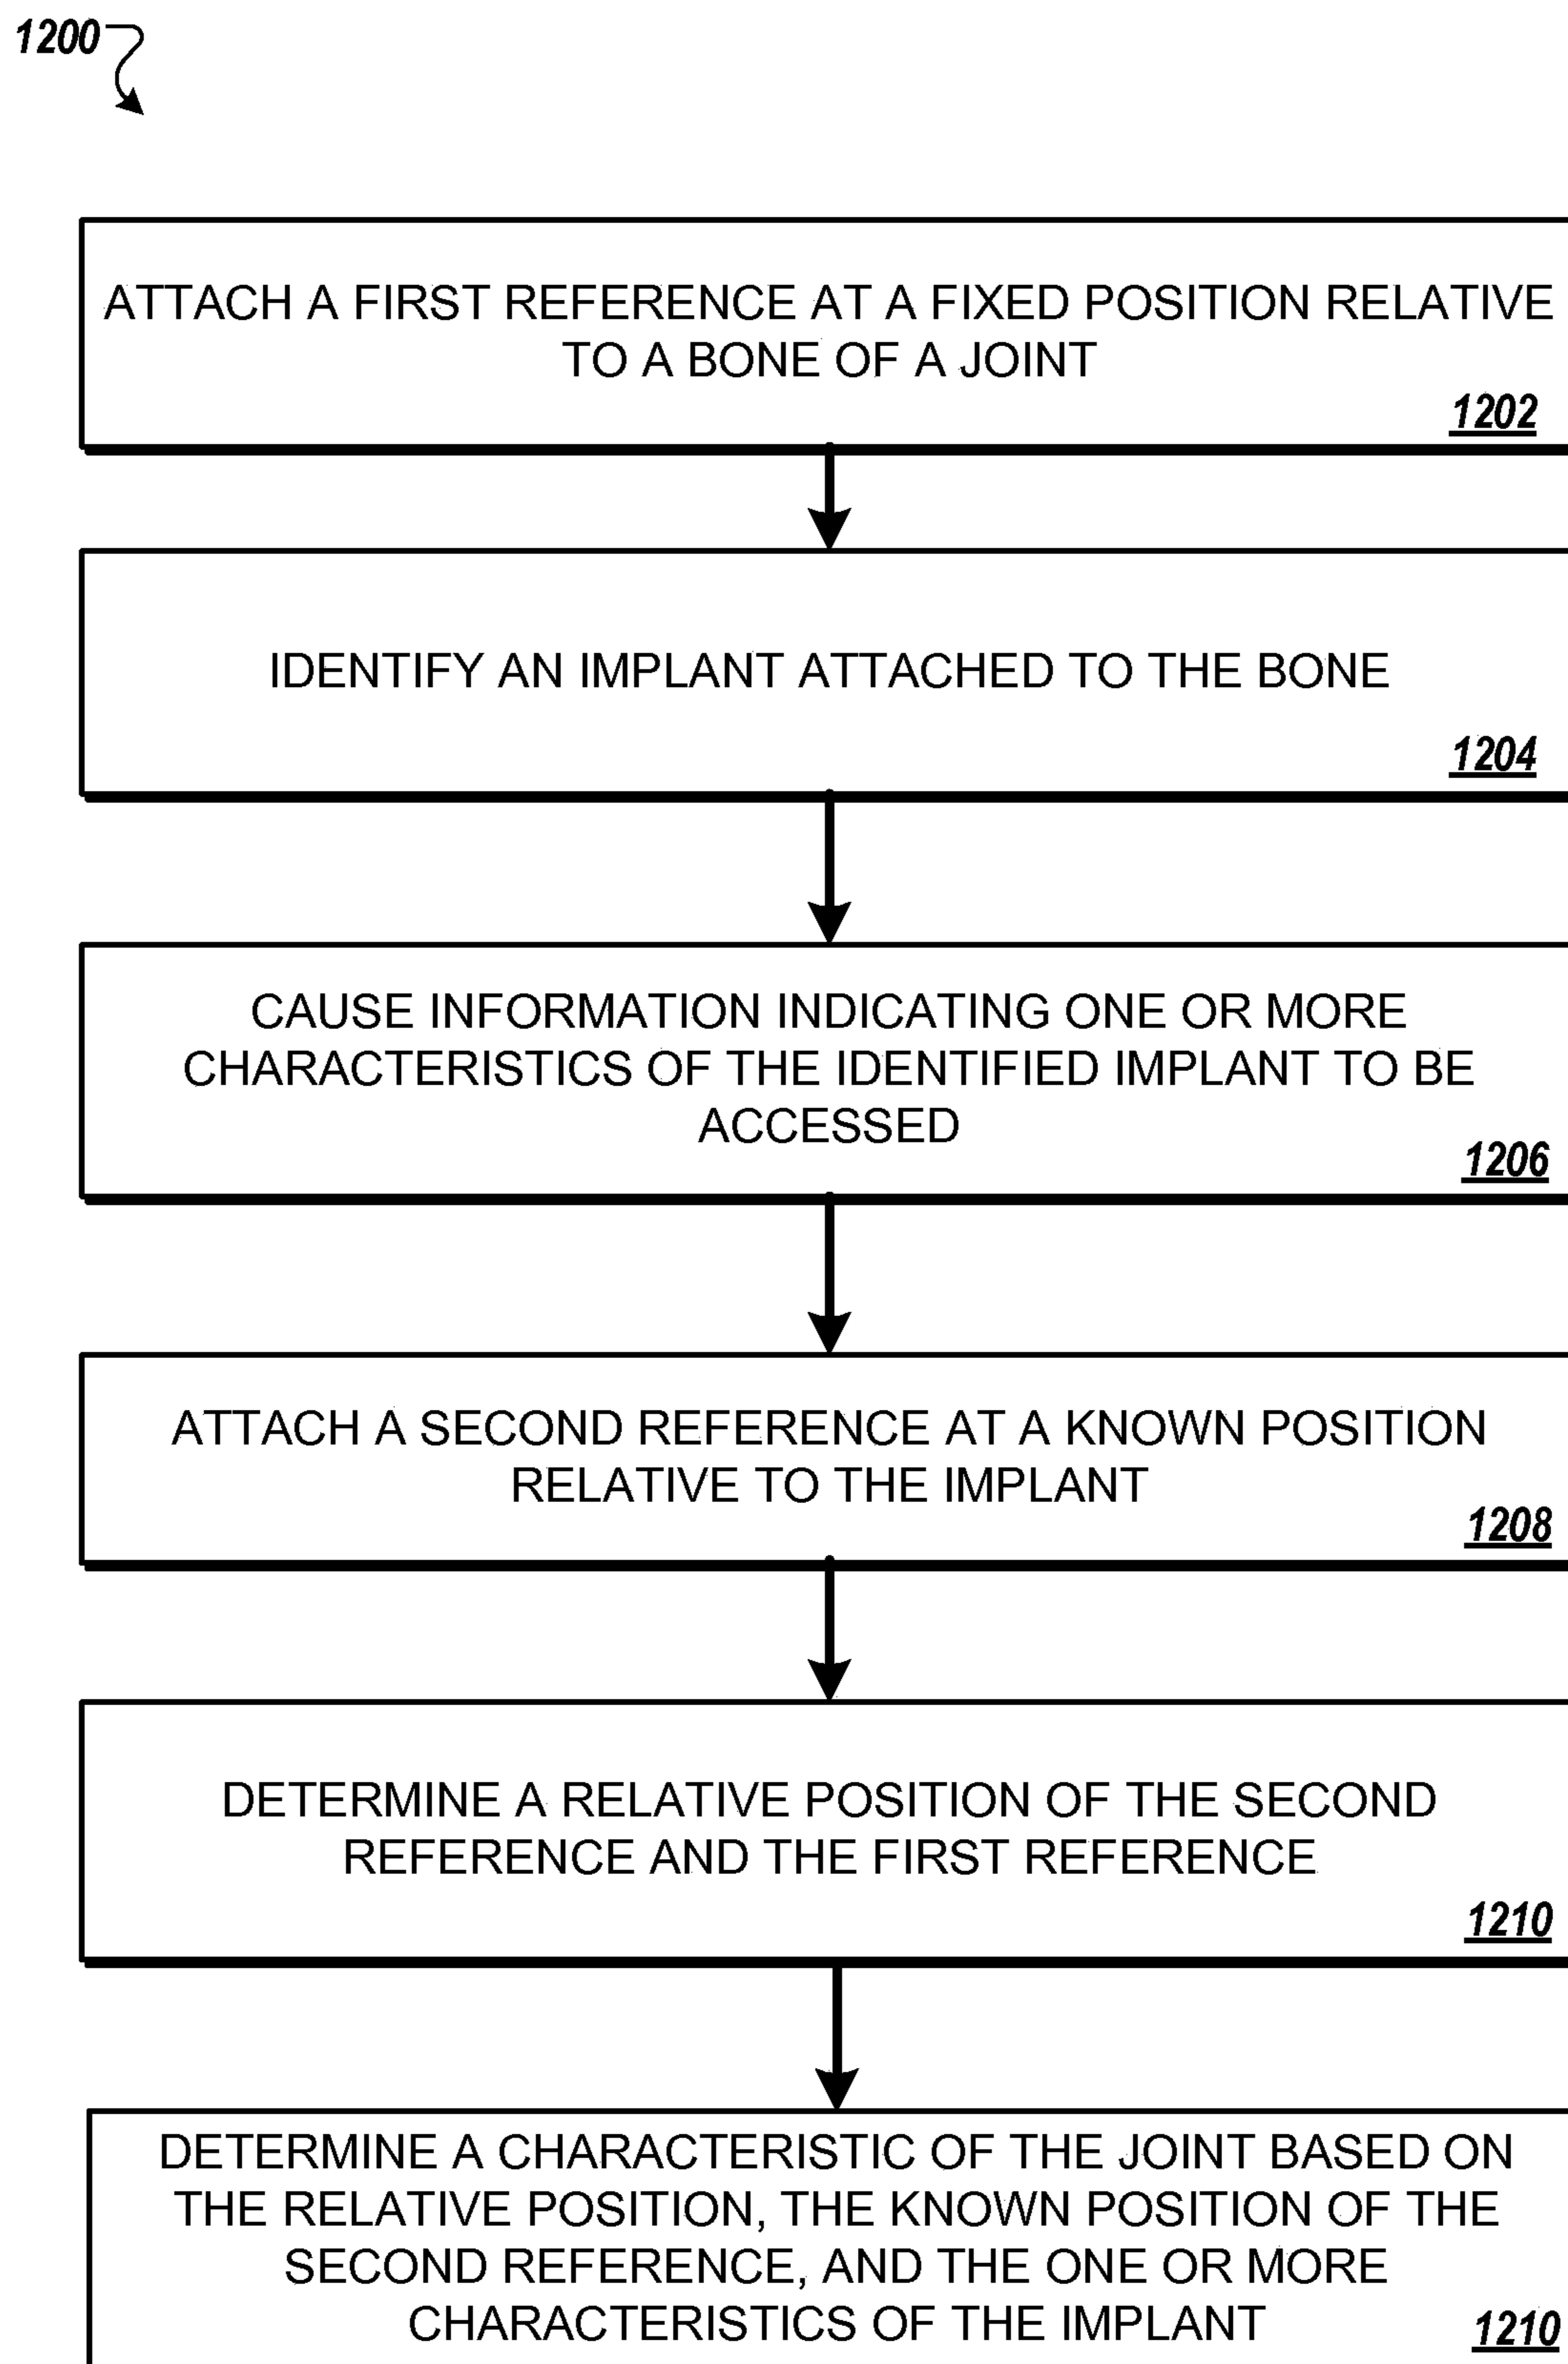 1200
ATTACH A FIRST REFERENCE AT A FIXED POSITION RELATIVE
TO A BONE OF A JOINT
1202
IDENTIFY AN IMPLANT ATTACHED TO THE BONE
1204
CAUSE INFORMATION INDICATING ONE OR MORE
CHARACTERISTICS OF THE IDENTIFIED IMPLANT TO BE
ACCESSED
1206
ATTACH A SECOND REFERENCE AT A KNOWN POSITION
RELATIVE TO THE IMPLANT
1208
DETERMINE A RELATIVE POSITION OF THE SECOND
REFERENCE AND THE FIRST REFERENCE
1210
DETERMINE A CHARACTERISTIC OF THE JOINT BASED ON
THE RELATIVE POSITION, THE KNOWN POSITION OF THE
SECOND REFERENCE, AND THE ONE OR MORE
CHARACTERISTICS OF THE IMPLANT
1210